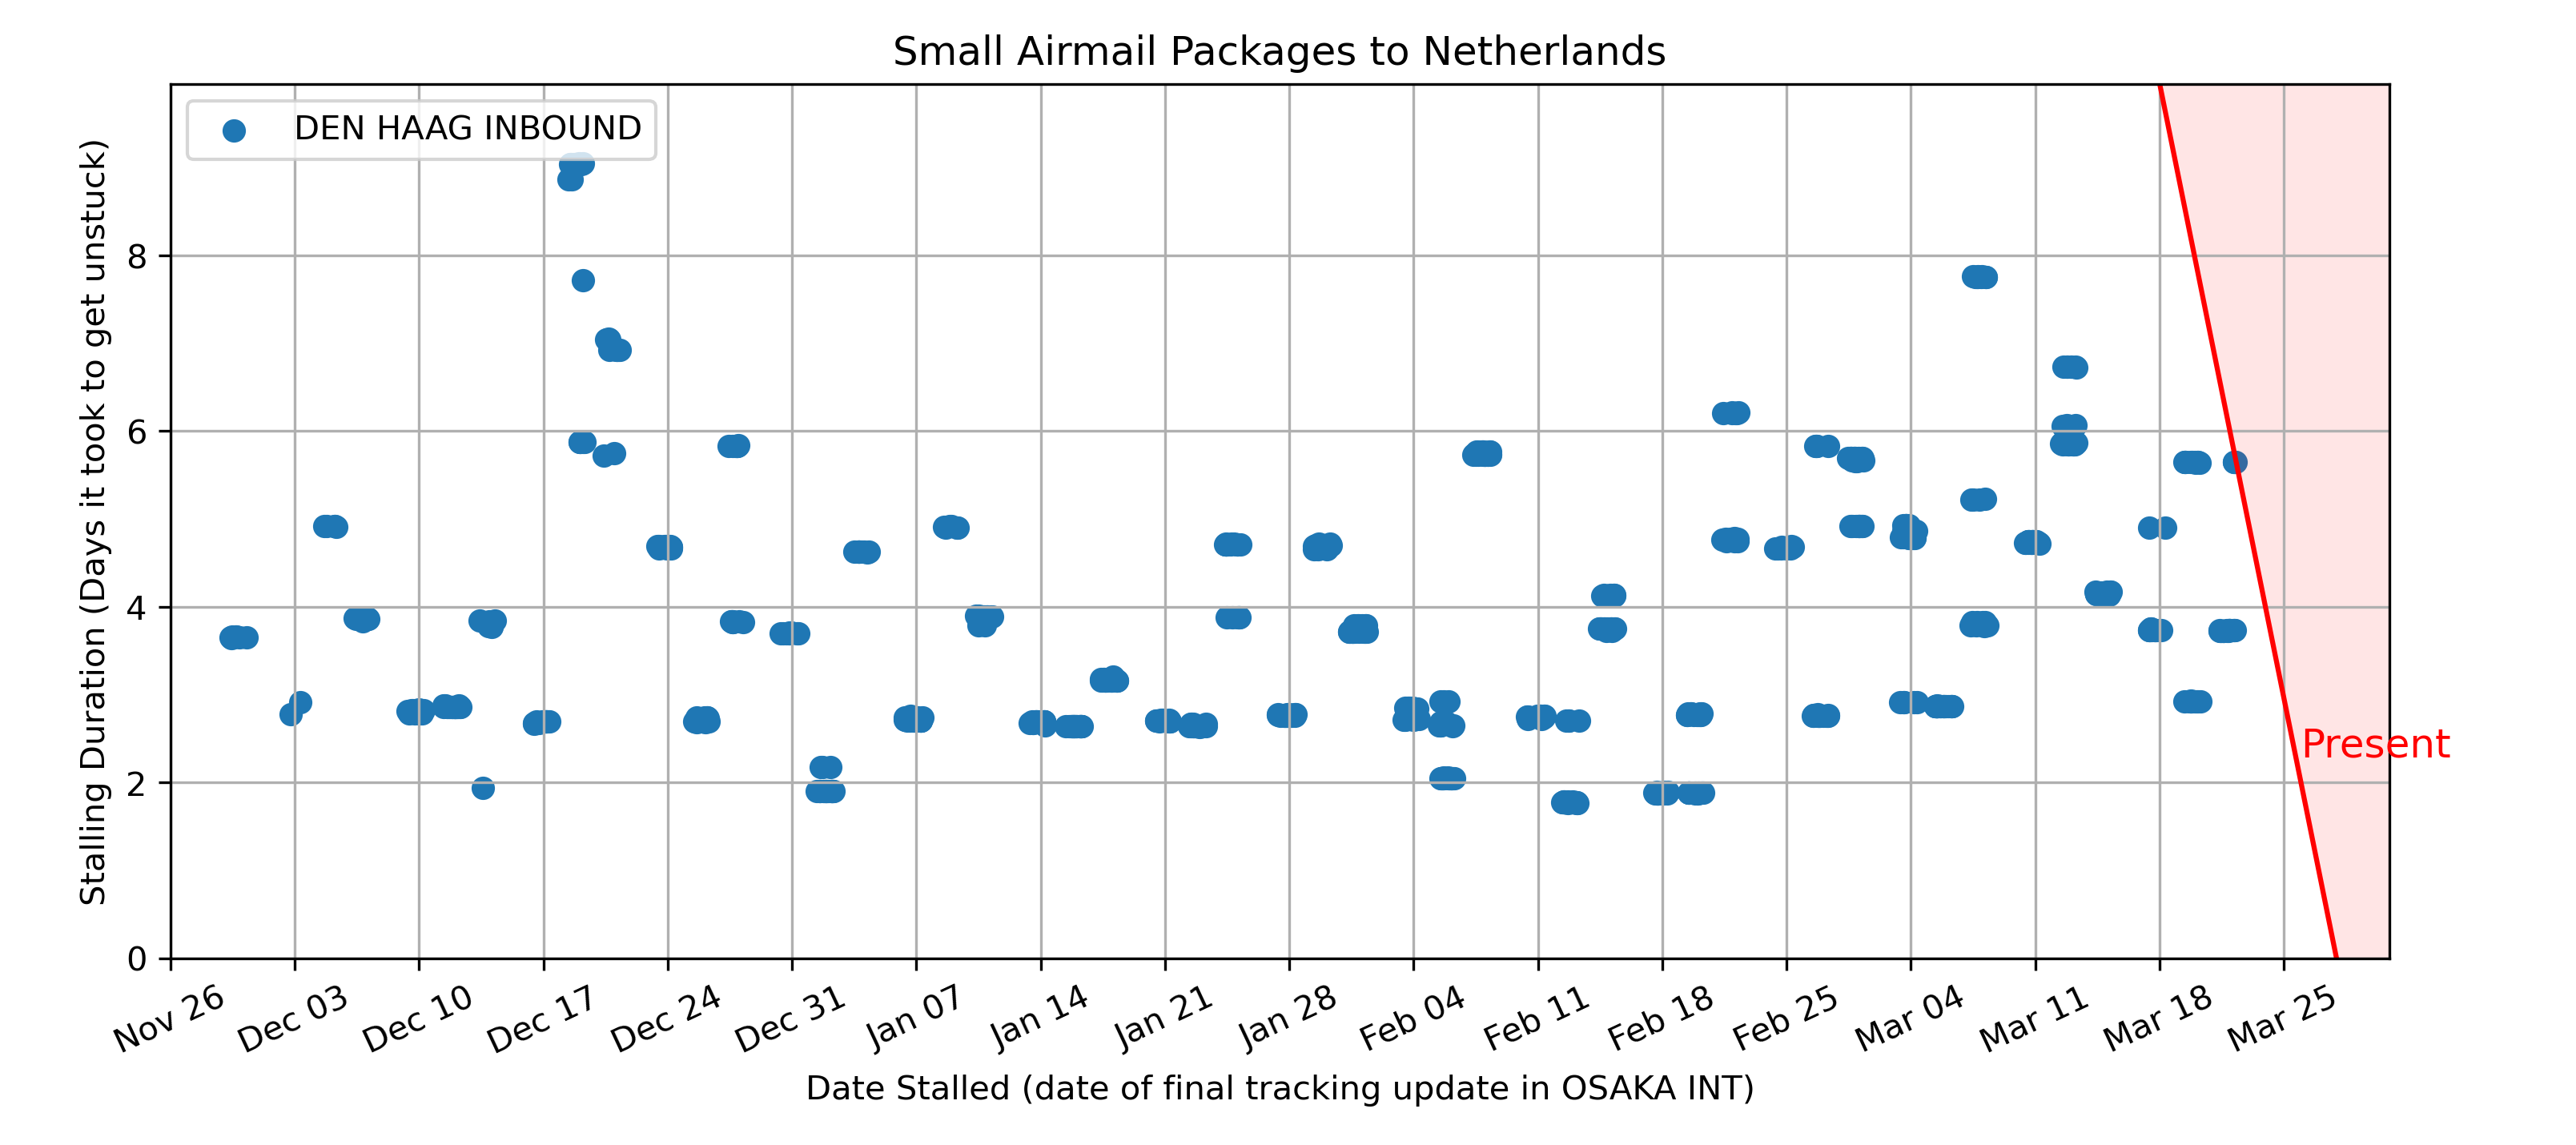 Small Airmail Packages to Netherlands
DEN HAAG INBOUND
Stalling Duration (Days it took to get unstuck)
8
6
4
2
0
Present
Nov 26
Dec 03
Dec 10
Dec 17
Dec 24
Dec 31
Jan 07
Jan 14
Jan 21
Jan 28
Feb 04
Feb 11
Feb 18
Feb 25
Mar 04
Mar 11
Mar 18
Mar 25
Date Stalled (date of final tracking update in OSAKA INT)